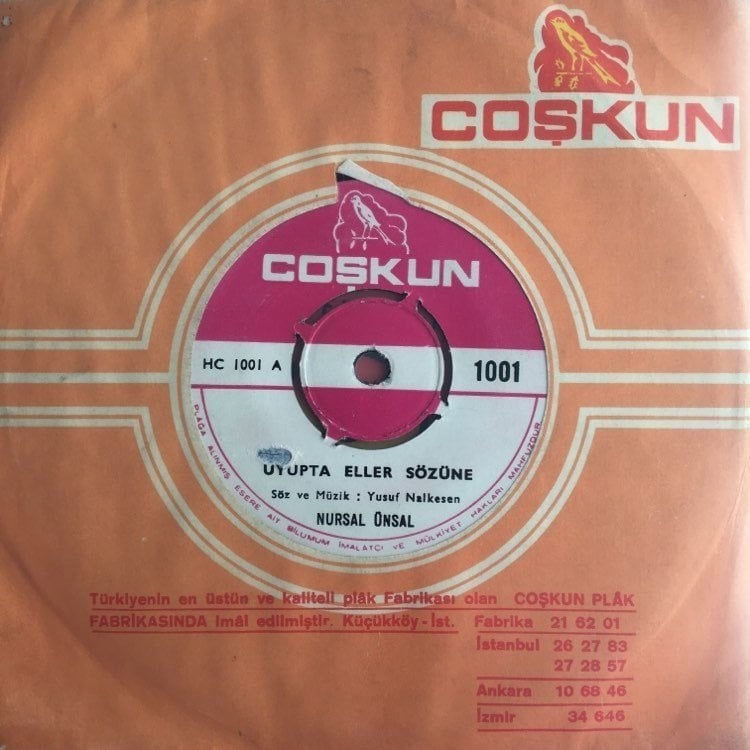 COŞKUN
COŞKUN
HC 1001 A
1001
UYUPTA ELLER SÖZÜNE
Söz ve Müzik : Yusuf Nalkesen
NURSAL ÜNSAL
PLAĞA ALINMIŞ ESERE AİT BİLUMUM İMALATÇI VE MÜLKİYET HAKLARI MAHFUZDUR
Türkiyenin en üstün ve kaliteli plâk Fabrikası olan COŞKUN PLÂK
FABRİKASINDA imâl edilmiştir. Küçükköy - İst. Fabrika 21 62 01
İstanbul 26 27 83
27 28 57
Ankara 10 68 46
İzmir 34 646